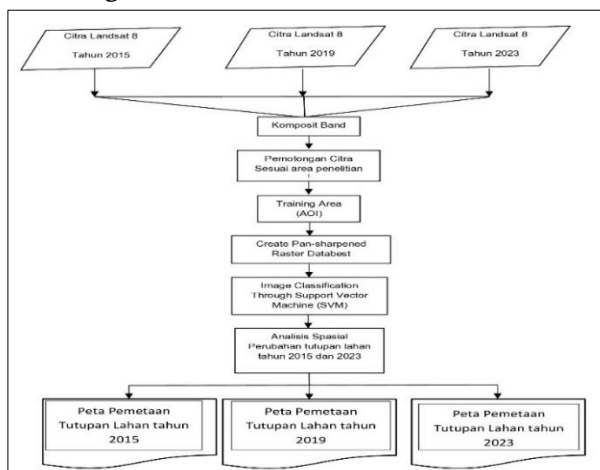 Citra Landsat 8
Tahun 2015
Citra Landsat 8
Tahun 2019
Citra Landsat 8
Tahun 2023
Komposit Band
Pemotongan Citra
Sesuai area penelitian
Training Area
(AOI)
Create Pan-sharpened
Raster Databest
Image Classification
Through Support Vector
Machine (SVM)
Analisis Spasial
Perubahan tutupan lahan
tahun 2015 dan 2023
Peta Pemetaan
Tutupan Lahan tahun
2015
Peta Pemetaan
Tutupan Lahan tahun
2019
Peta Pemetaan
Tutupan Lahan tahun
2023